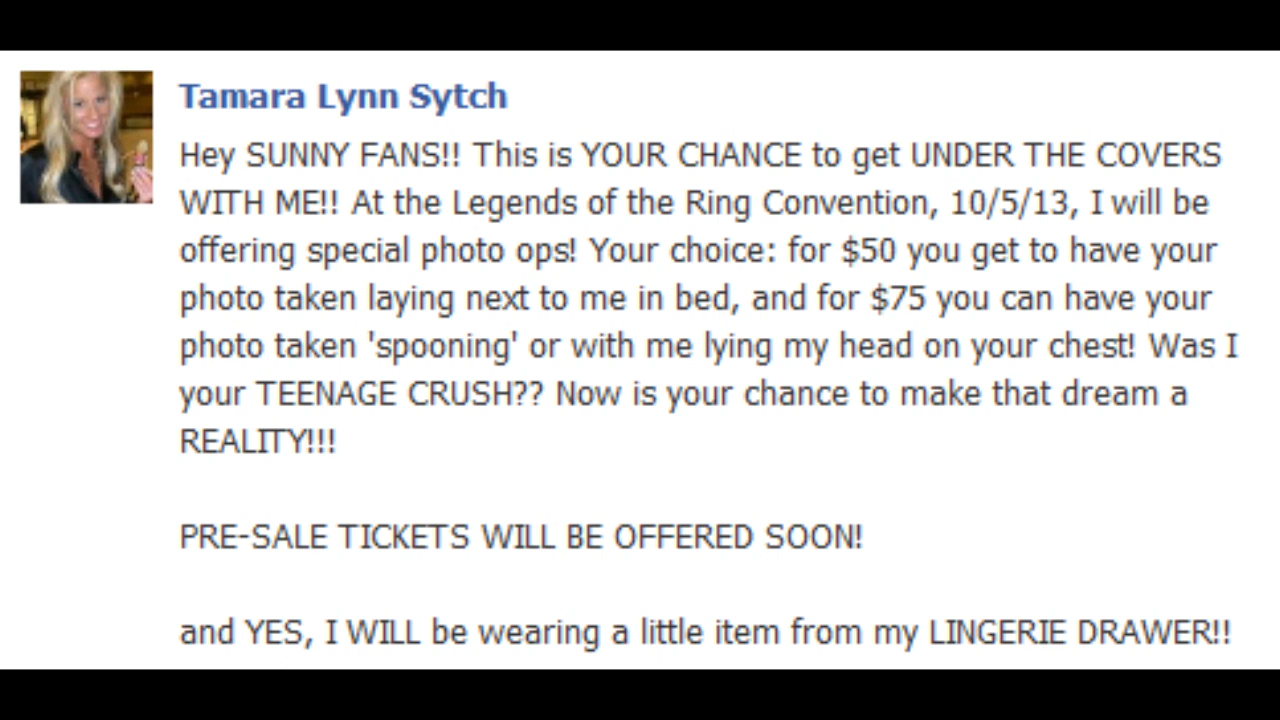 Tamara Lynn Sytch
Hey SUNNY FANS!! This is YOUR CHANCE to get UNDER THE COVERS
WITH ME!! At the Legends of the Ring Convention, 10/5/13, I will be
offering special photo ops! Your choice: for $50 you get to have your
photo taken laying next to me in bed, and for $75 you can have your
photo taken 'spooning' or with me lying my head on your chest! Was I
your TEENAGE CRUSH?? Now is your chance to make that dream a
REALITY!!!
PRE-SALE TICKETS WILL BE OFFERED SOON!
and YES, I WILL be wearing a little item from my LINGERIE DRAWER!!